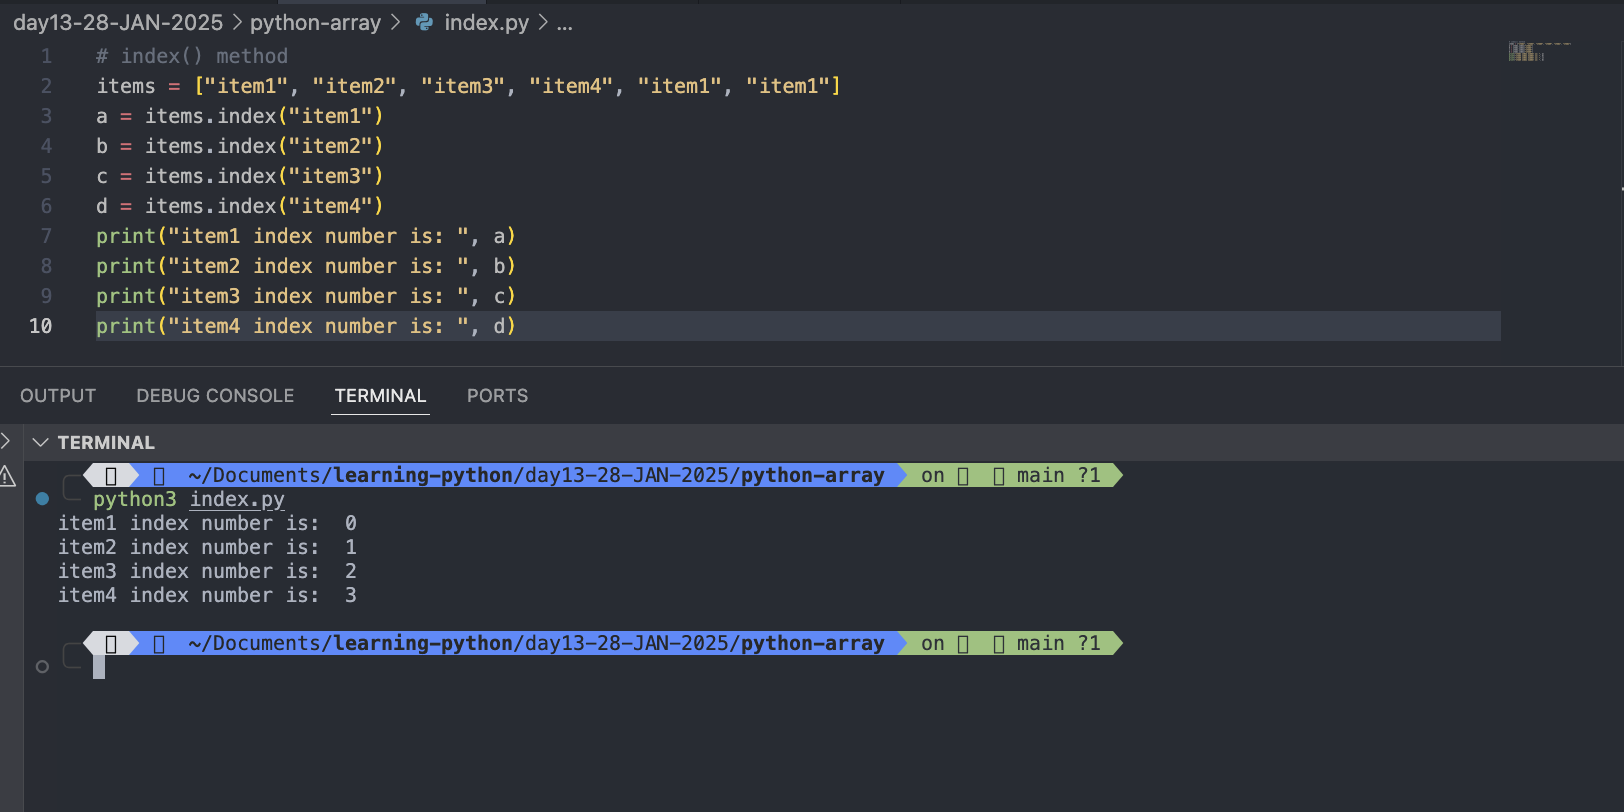 day13-28-JAN-2025 > python-array > index.py > ...
1 # index() method
2 items = ["item1", "item2", "item3", "item4", "item1", "item1"]
3 a = items.index("item1")
4 b = items.index("item2")
5 c = items.index("item3")
6 d = items.index("item4")
7 print("item1 index number is: ", a)
8 print("item2 index number is: ", b)
9 print("item3 index number is: ", c)
10 print("item4 index number is: ", d)
OUTPUT DEBUG CONSOLE TERMINAL PORTS
TERMINAL
~/Documents/learning-python/day13-28-JAN-2025/python-array on main ?1
python3 index.py
item1 index number is:  0
item2 index number is:  1
item3 index number is:  2
item4 index number is:  3
~/Documents/learning-python/day13-28-JAN-2025/python-array on main ?1